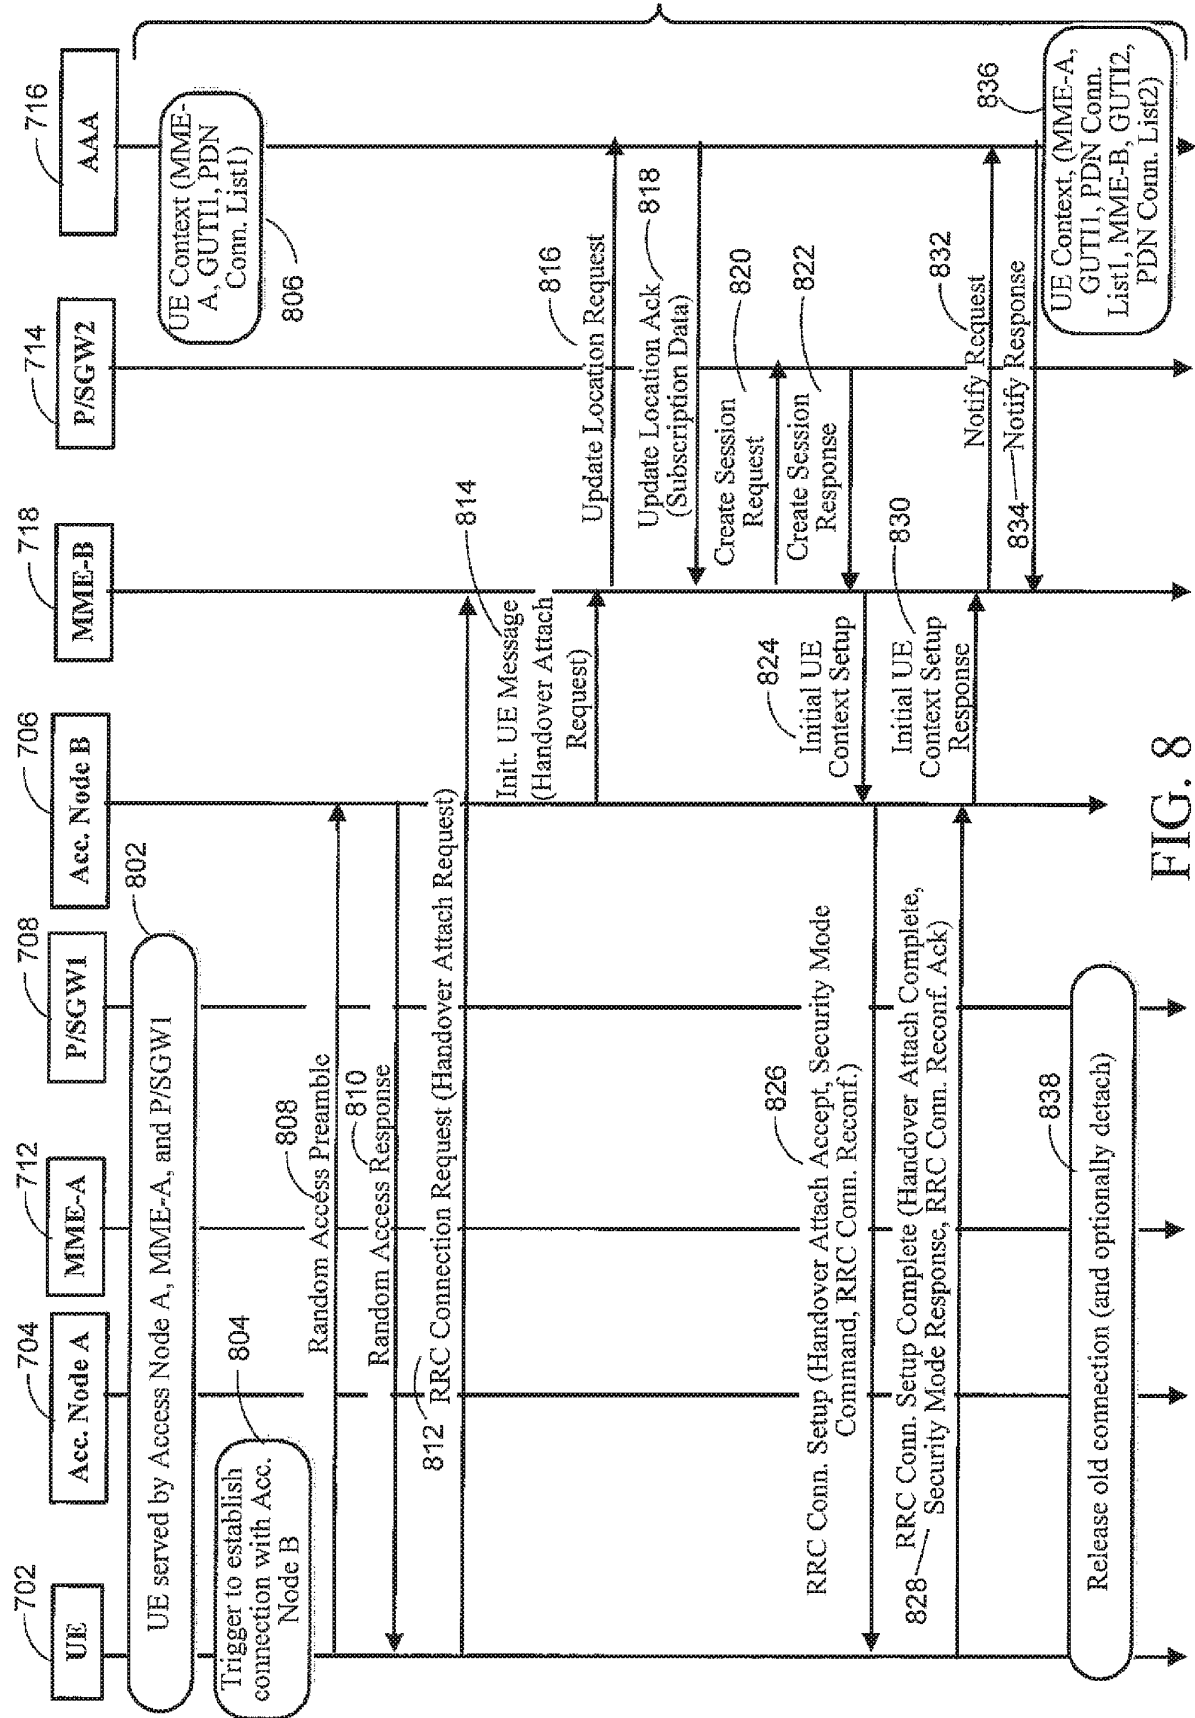 702
704
712
708
706
718
714
716
UE
Acc. Node A
MME-A
P/SGW1
Acc. Node B
MME-B
P/SGW2
AAA
802
UE served by Access Node A, MME-A, and P/SGW1
UE Context (MME-
A, GUTI1, PDN
Conn. List1)
806
804
Trigger to establish
connection with Acc.
Node B
808
Random Access Preamble
810
Random Access Response
812
RRC Connection Request (Handover Attach Request)
814
Init. UE Message
(Handover Attach
Request)
816
Update Location Request
818
Update Location Ack
(Subscription Data)
820
Create Session
Request
822
Create Session
Response
824
Initial UE
Context Setup
826
RRC Conn. Setup (Handover Attach Accept, Security Mode
Command, RRC Conn. Reconf.)
828
RRC Conn. Setup Complete (Handover Attach Complete,
Security Mode Response, RRC Conn. Reconf. Ack)
830
Initial UE
Context Setup
Response
832
Notify Request
834
Notify Response
836
UE Context, (MME-A,
GUTI1, PDN Conn.
List1, MME-B, GUTI2,
PDN Conn. List2)
838
Release old connection (and optionally detach)
FIG. 8